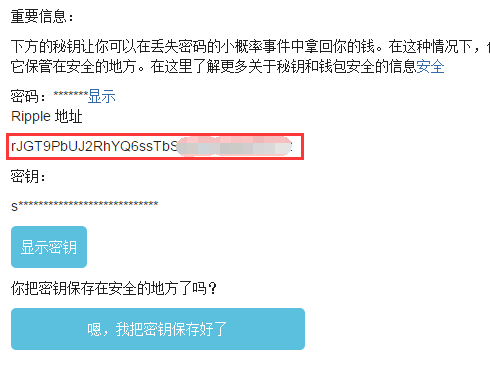 重要信息：
下方的秘钥让你可以在丢失密码的小概率事件中拿回你的钱。在这种情况下，
它保管在安全的地方。在这里了解更多关于秘钥和钱包安全的信息安全
密码：*******显示
Ripple 地址
rJGT9PbUJ2RhYQ6ssTbS
密钥：
s****************************
显示密钥
你把密钥保存在安全的地方了吗？
嗯，我把密钥保存好了